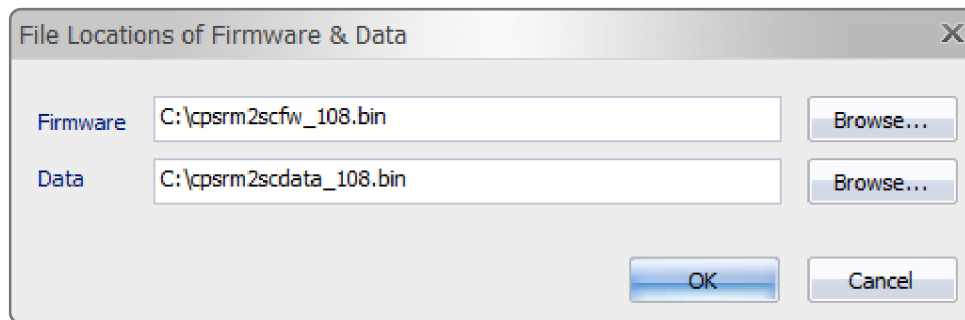 File Locations of Firmware & Data
Firmware C:\cpsrm2scfw_108.bin Browse...
Data C:\cpsrm2scdata_108.bin Browse...
OK Cancel